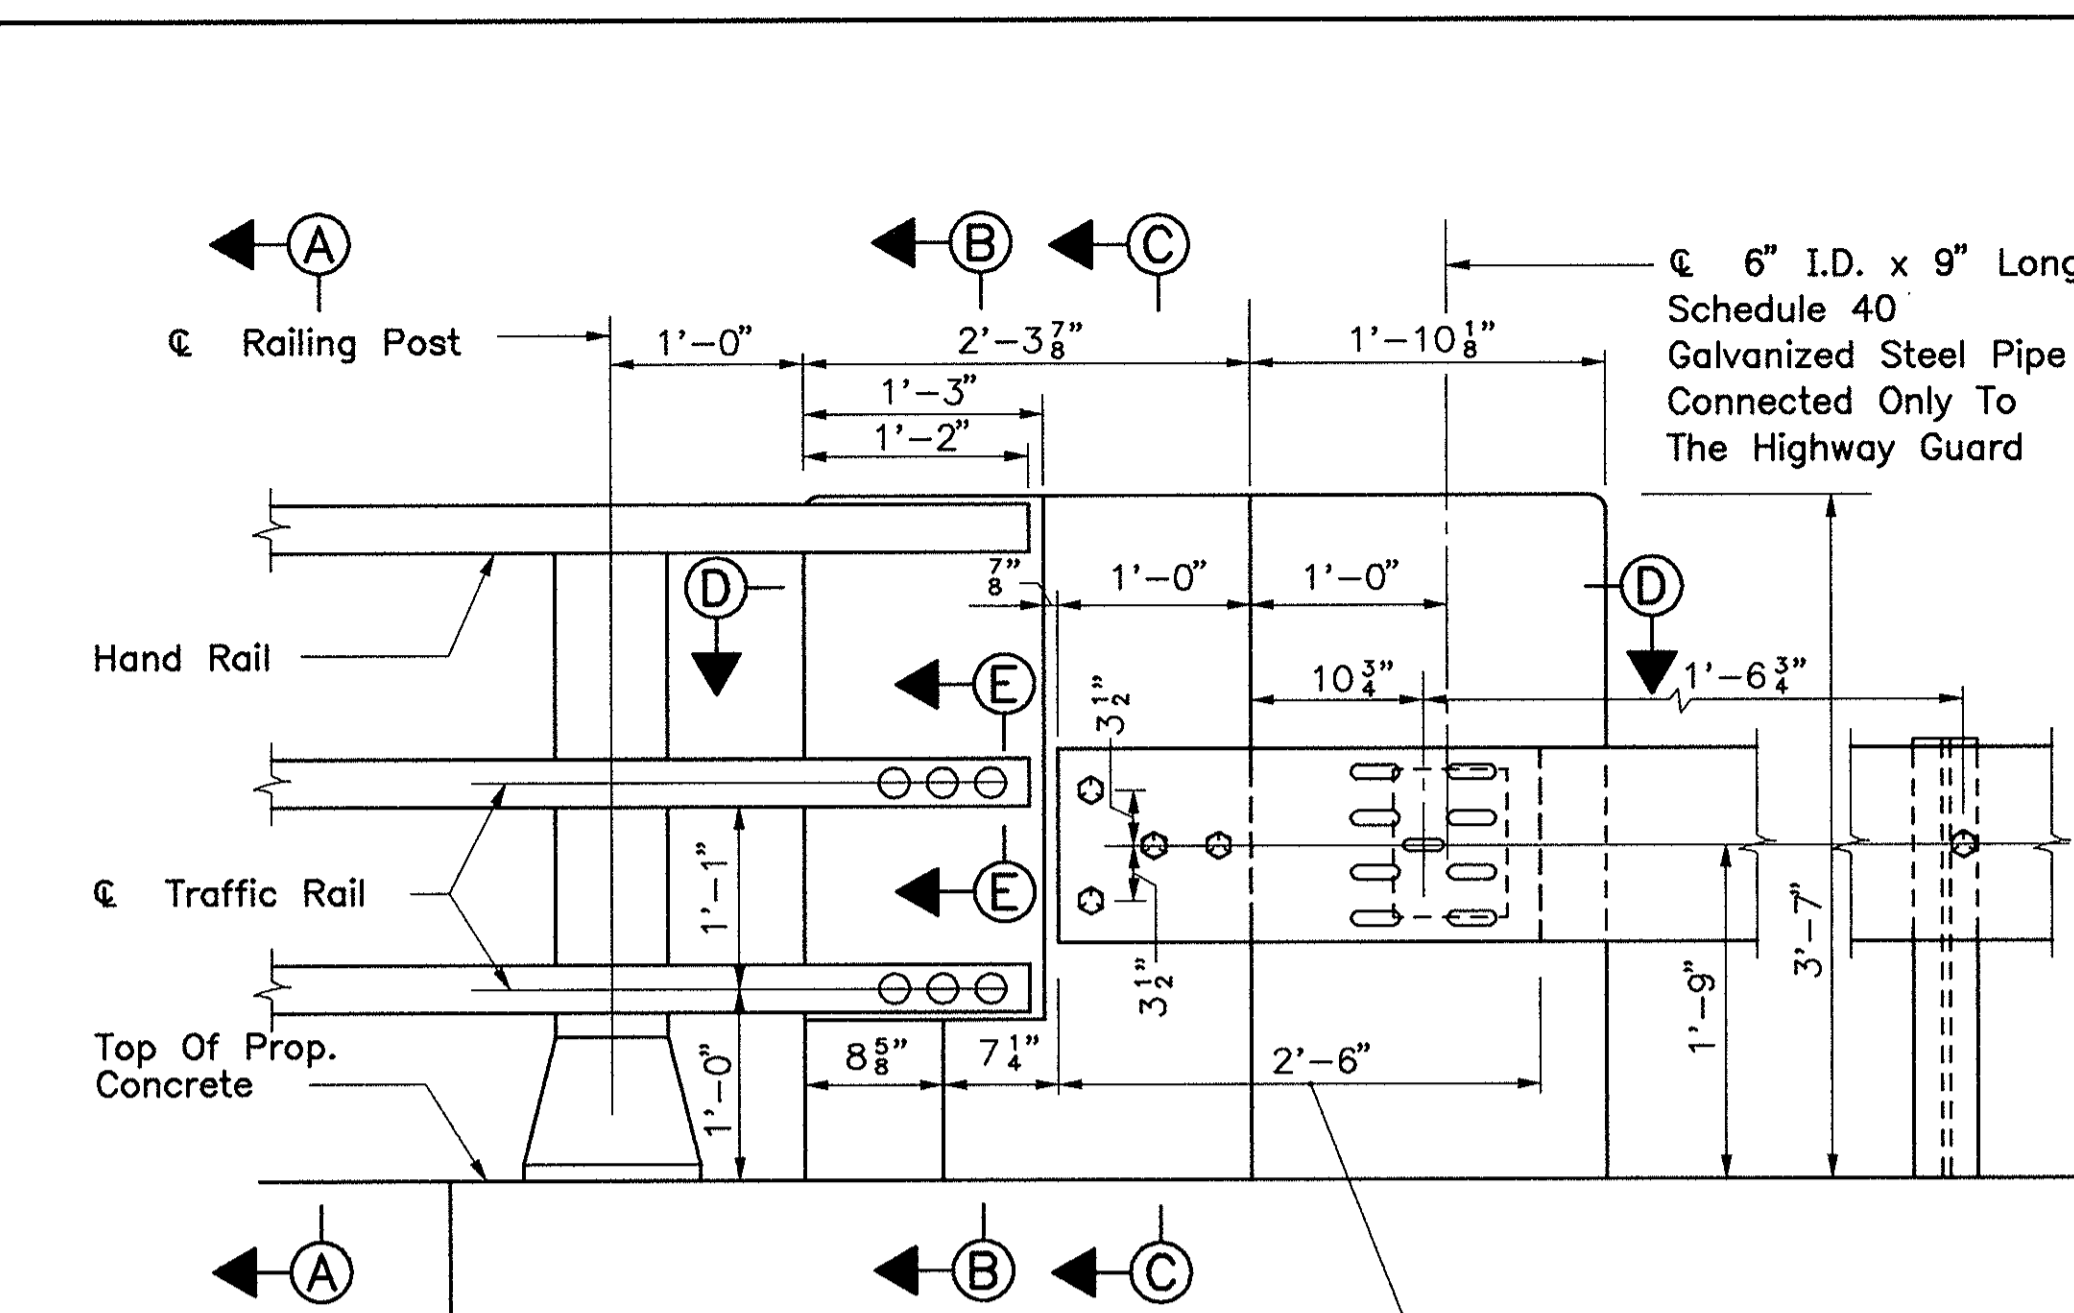 A
B
C
℄ 6” I.D. x 9” Long
Schedule 40
Galvanized Steel Pipe
Connected Only To
The Highway Guard
℄ Railing Post
1’-0”
2’-3 7/8”
1’-10 1/8”
1’-3”
1’-2”
7/8”
1’-0”
1’-0”
D
D
Hand Rail
E
3 1/2”
10 3/4”
1’-6 3/4”
℄ Traffic Rail
1’-1”
E
3 1/2”
1’-9”
3’-7”
Top Of Prop.
Concrete
1’-0”
8 5/8”
7 1/4”
2’-6”
A
B
C